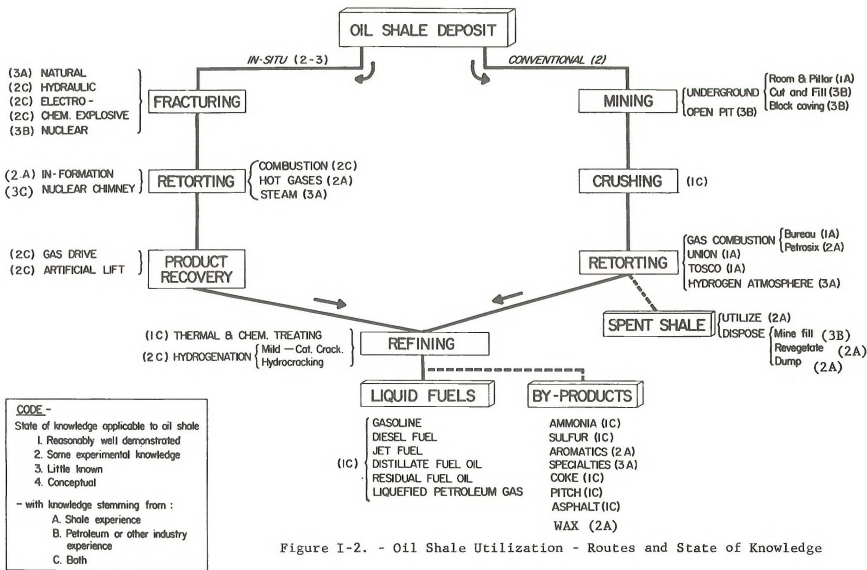 OIL SHALE DEPOSIT
IN-SITU (2-3)
CONVENTIONAL (2)
(3A) NATURAL
(2C) HYDRAULIC
(2C) ELECTRO -
(2C) CHEM. EXPLOSIVE
(3B) NUCLEAR
FRACTURING
MINING
UNDERGROUND
Room & Pillar (1A)
Cut and Fill (3B)
Block caving (3B)
OPEN PIT (3B)
(2.A) IN-FORMATION
(3C) NUCLEAR CHIMNEY
RETORTING
COMBUSTION (2C)
HOT GASES (2A)
STEAM (3A)
CRUSHING
(1C)
(2C) GAS DRIVE
(2C) ARTIFICIAL LIFT
PRODUCT
RECOVERY
RETORTING
GAS COMBUSTION
Bureau (1A)
Petrosix (2A)
UNION (1A)
TOSCO (1A)
HYDROGEN ATMOSPHERE (3A)
SPENT SHALE
UTILIZE (2A)
DISPOSE
Mine fill (3B)
Revegetate (2A)
Dump (2A)
(1C) THERMAL & CHEM. TREATING
(2C) HYDROGENATION
Mild — Cat. Crack.
Hydrocracking
REFINING
LIQUID FUELS
(1C)
GASOLINE
DIESEL FUEL
JET FUEL
DISTILLATE FUEL OIL
RESIDUAL FUEL OIL
LIQUEFIED PETROLEUM GAS
BY-PRODUCTS
AMMONIA (1C)
SULFUR (1C)
AROMATICS (2A)
SPECIALTIES (3A)
COKE (1C)
PITCH (1C)
ASPHALT (1C)
WAX (2A)
CODE -
State of knowledge applicable to oil shale
1. Reasonably well demonstrated
2. Some experimental knowledge
3. Little known
4. Conceptual
- with knowledge stemming from :
A. Shale experience
B. Petroleum or other industry
experience
C. Both
Figure I-2. - Oil Shale Utilization - Routes and State of Knowledge